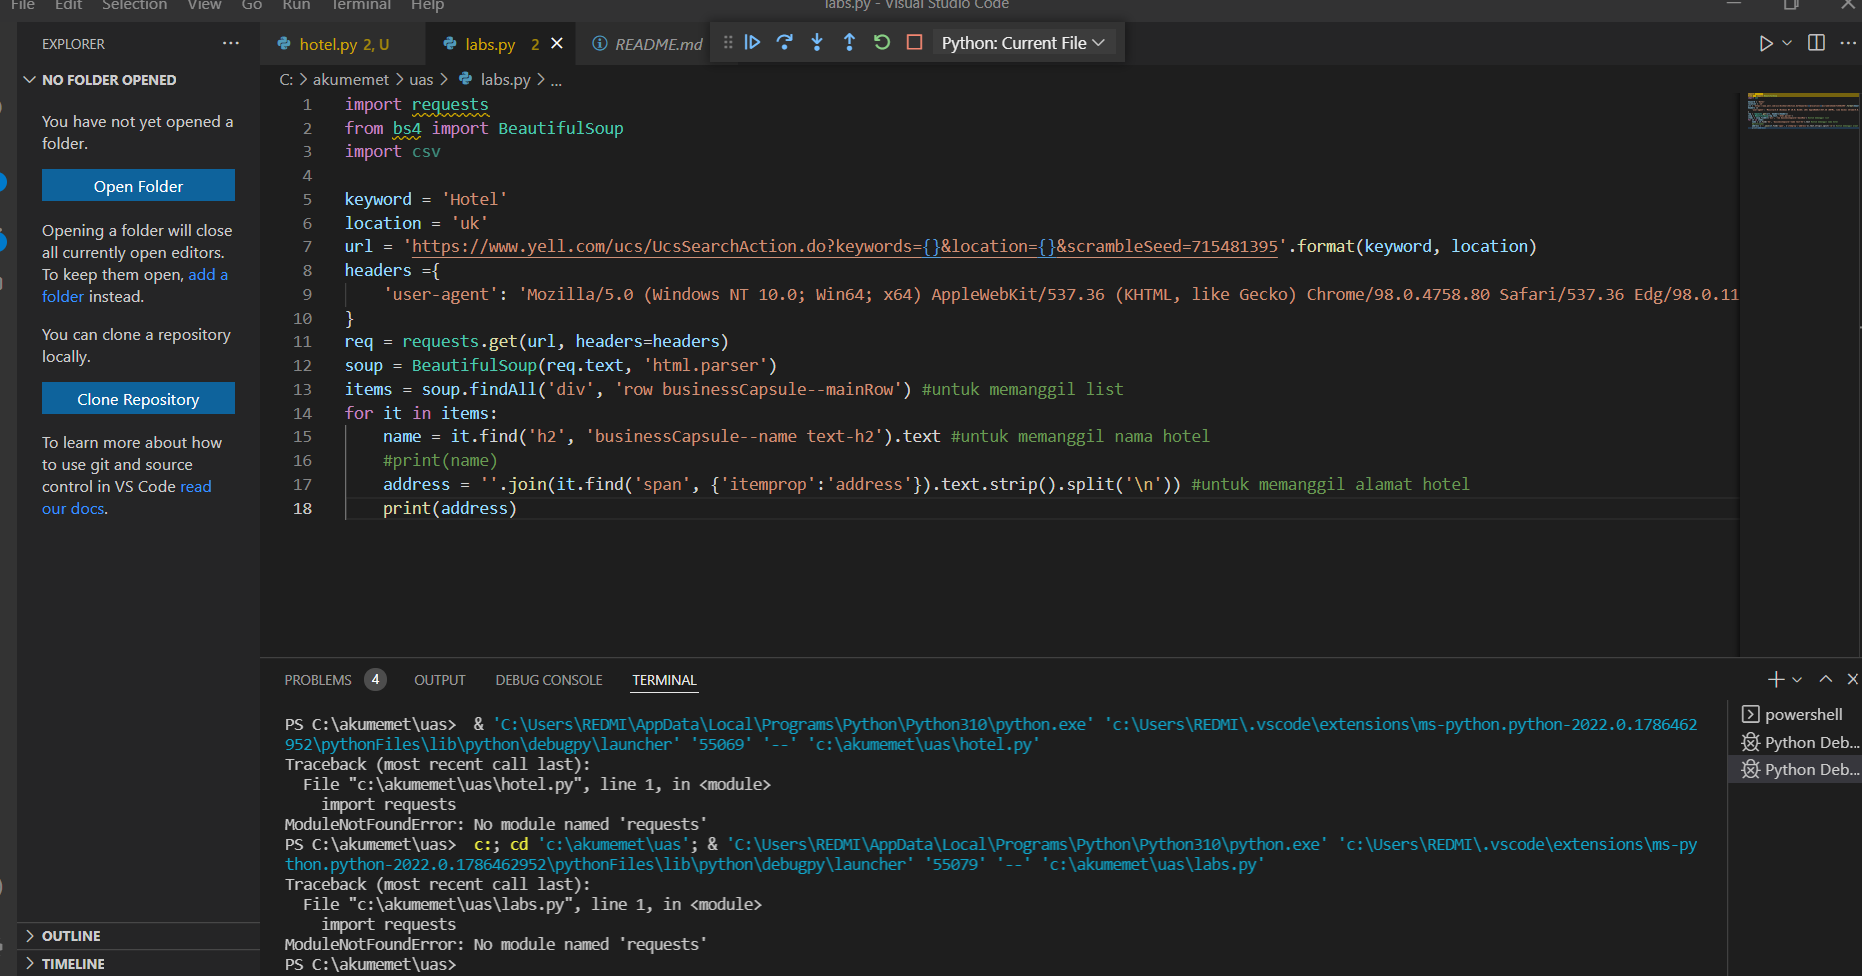 File Edit Selection View Go Run Terminal Help
labs.py - Visual Studio Code
EXPLORER
hotel.py 2, U
labs.py 2
README.md
Python: Current File
NO FOLDER OPENED
You have not yet opened a
folder.
Open Folder
Opening a folder will close
all currently open editors.
To keep them open, add a
folder instead.
You can clone a repository
locally.
Clone Repository
To learn more about how
to use git and source
control in VS Code read
our docs.
OUTLINE
TIMELINE
C: > akumemet > uas > labs.py > ...
1 import requests
2 from bs4 import BeautifulSoup
3 import csv
4
5 keyword = 'Hotel'
6 location = 'uk'
7 url = 'https://www.yell.com/ucs/UcsSearchAction.do?keywords={}&location={}&scrambleSeed=715481395'.format(keyword, location)
8 headers ={
9 'user-agent': 'Mozilla/5.0 (Windows NT 10.0; Win64; x64) AppleWebKit/537.36 (KHTML, like Gecko) Chrome/98.0.4758.80 Safari/537.36 Edg/98.0.11
10 }
11 req = requests.get(url, headers=headers)
12 soup = BeautifulSoup(req.text, 'html.parser')
13 items = soup.findAll('div', 'row businessCapsule--mainRow') #untuk memanggil list
14 for it in items:
15 name = it.find('h2', 'businessCapsule--name text-h2').text #untuk memanggil nama hotel
16 #print(name)
17 address = ''.join(it.find('span', {'itemprop':'address'}).text.strip().split('\n')) #untuk memanggil alamat hotel
18 print(address)
PROBLEMS 4 OUTPUT DEBUG CONSOLE TERMINAL
PS C:\akumemet\uas> & 'C:\Users\REDMI\AppData\Local\Programs\Python\Python310\python.exe' 'c:\Users\REDMI\.vscode\extensions\ms-python.python-2022.0.1786462
952\pythonFiles\lib\python\debugpy\launcher' '55069' '--' 'c:\akumemet\uas\hotel.py'
Traceback (most recent call last):
File "c:\akumemet\uas\hotel.py", line 1, in <module>
import requests
ModuleNotFoundError: No module named 'requests'
PS C:\akumemet\uas> c:; cd 'c:\akumemet\uas'; & 'C:\Users\REDMI\AppData\Local\Programs\Python\Python310\python.exe' 'c:\Users\REDMI\.vscode\extensions\ms-py
thon.python-2022.0.1786462952\pythonFiles\lib\python\debugpy\launcher' '55079' '--' 'c:\akumemet\uas\labs.py'
Traceback (most recent call last):
File "c:\akumemet\uas\labs.py", line 1, in <module>
import requests
ModuleNotFoundError: No module named 'requests'
PS C:\akumemet\uas>
powershell
Python Deb...
Python Deb...